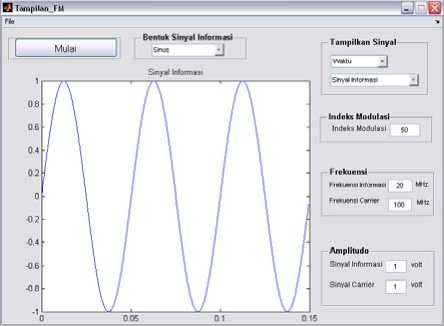 Tampilan_FM
File
Mulai
Bentuk Sinyal Informasi
Sinus
Tampilkan Sinyal
Waktu
Sinyal Informasi
Sinyal Informasi
1
0.8
0.6
0.4
0.2
0
-0.2
-0.4
-0.6
-0.8
-1
0
0.05
0.1
0.15
Indeks Modulasi
Indeks Modulasi 50
Frekuensi
Frekuensi Informasi 20 MHz
Frekuensi Carrier 100 MHz
Amplitudo
Sinyal Informasi 1 volt
Sinyal Carrier 1 volt